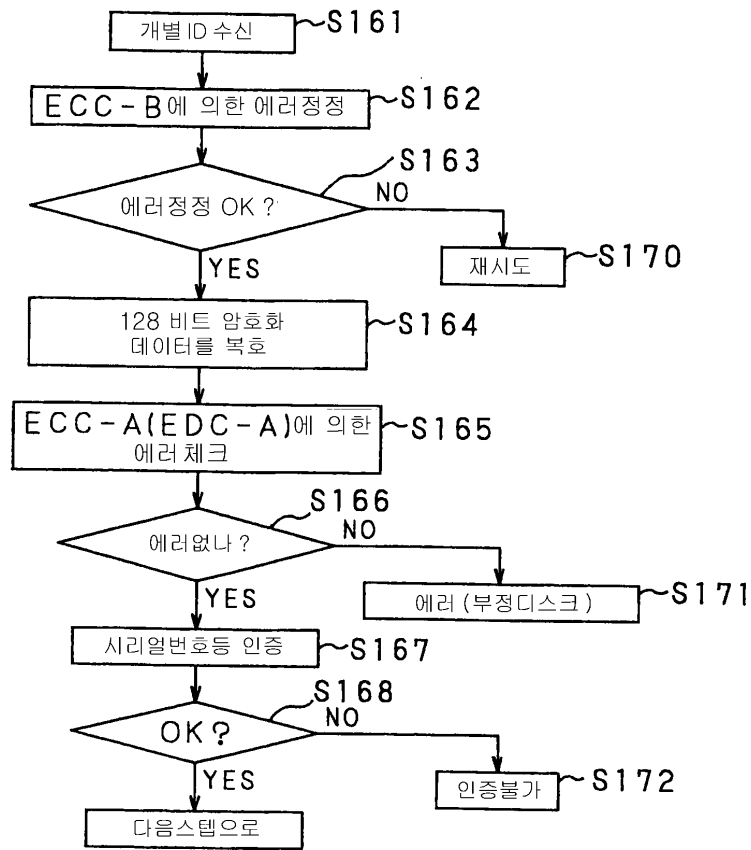 개별 ID 수신
S161
ECC-B에 의한 에러정정
S162
에러정정 OK ?
S163
NO
YES
재시도
S170
128 비트 암호화
데이터를 복호
S164
ECC-A(EDC-A)에 의한
에러체크
S165
에러없나 ?
S166
NO
YES
에러 (부정디스크)
S171
시리얼번호등 인증
S167
OK ?
S168
NO
YES
인증불가
S172
다음스텝으로